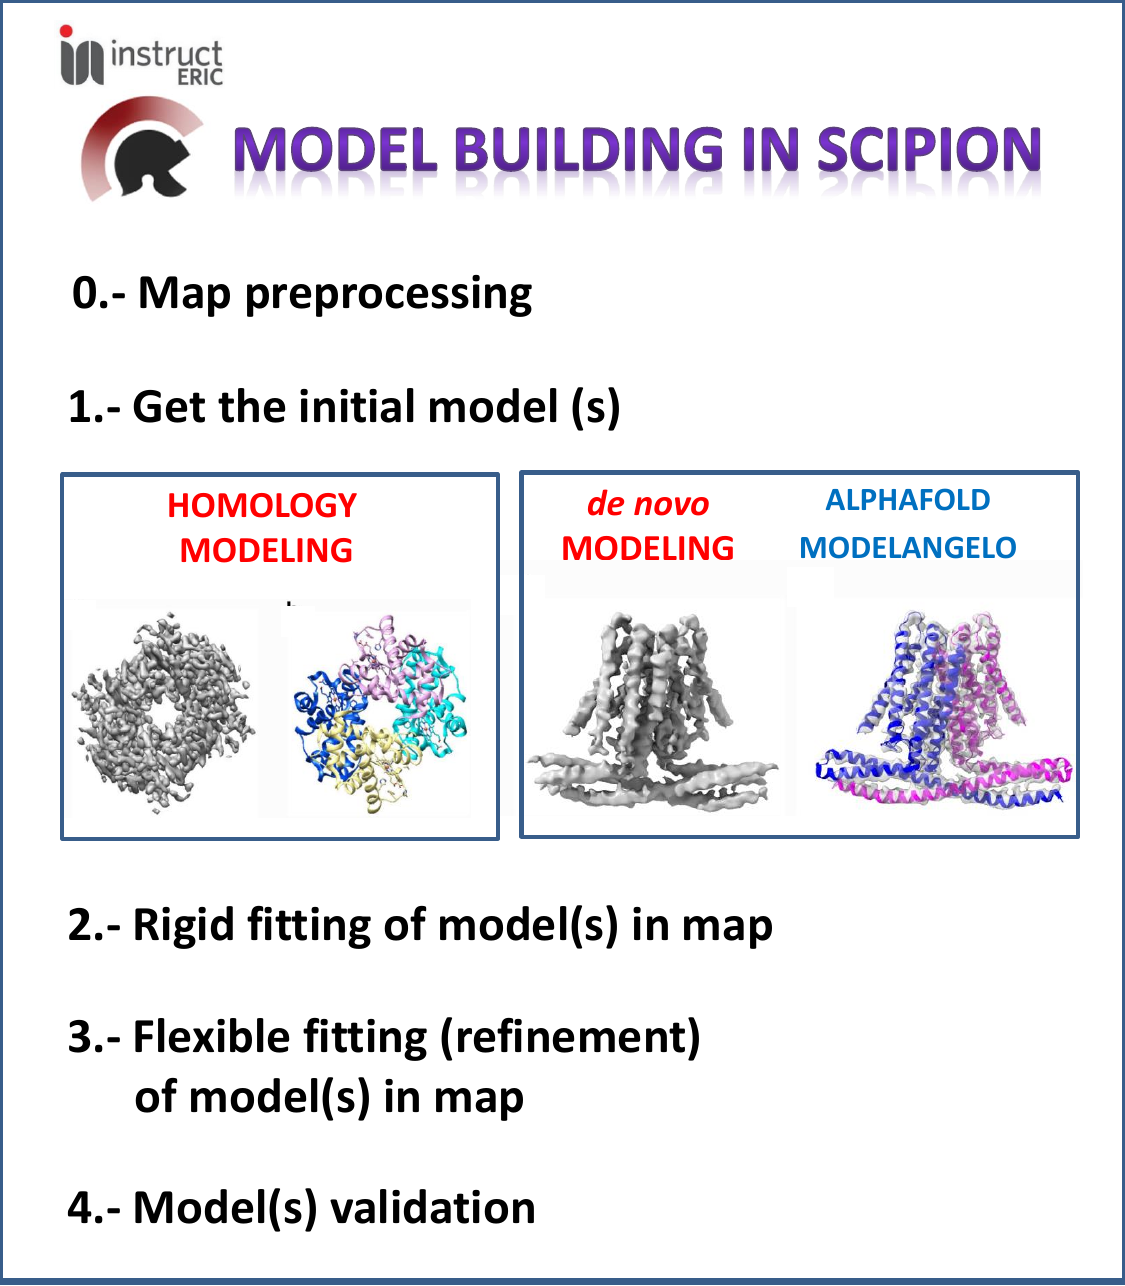 instruct
ERIC
MODEL BUILDING IN SCIPION
0.- Map preprocessing
1.- Get the initial model (s)
HOMOLOGY
MODELING
de novo
MODELING
ALPHAFOLD
MODELANGELO
2.- Rigid fitting of model(s) in map
3.- Flexible fitting (refinement)
of model(s) in map
4.- Model(s) validation